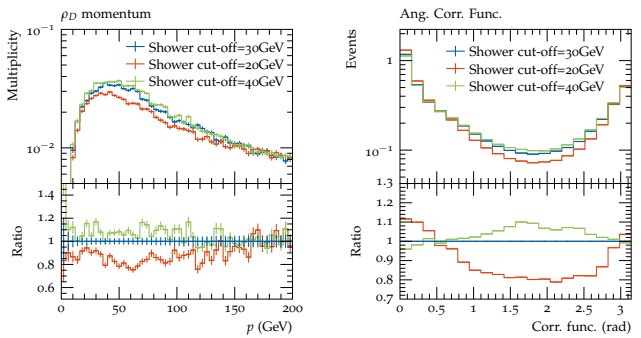 ρD momentum
Multiplicity
10−1
10−2
Shower cut-off=30GeV
Shower cut-off=20GeV
Shower cut-off=40GeV
Ratio
1.4
1.2
1
0.8
0.6
0 50 100 150 200
p (GeV)
Ang. Corr. Func.
Events
1
10−1
Shower cut-off=30GeV
Shower cut-off=20GeV
Shower cut-off=40GeV
Ratio
1.3
1.2
1.1
1
0.9
0.8
0.7
0 0.5 1 1.5 2 2.5 3
Corr. func. (rad)